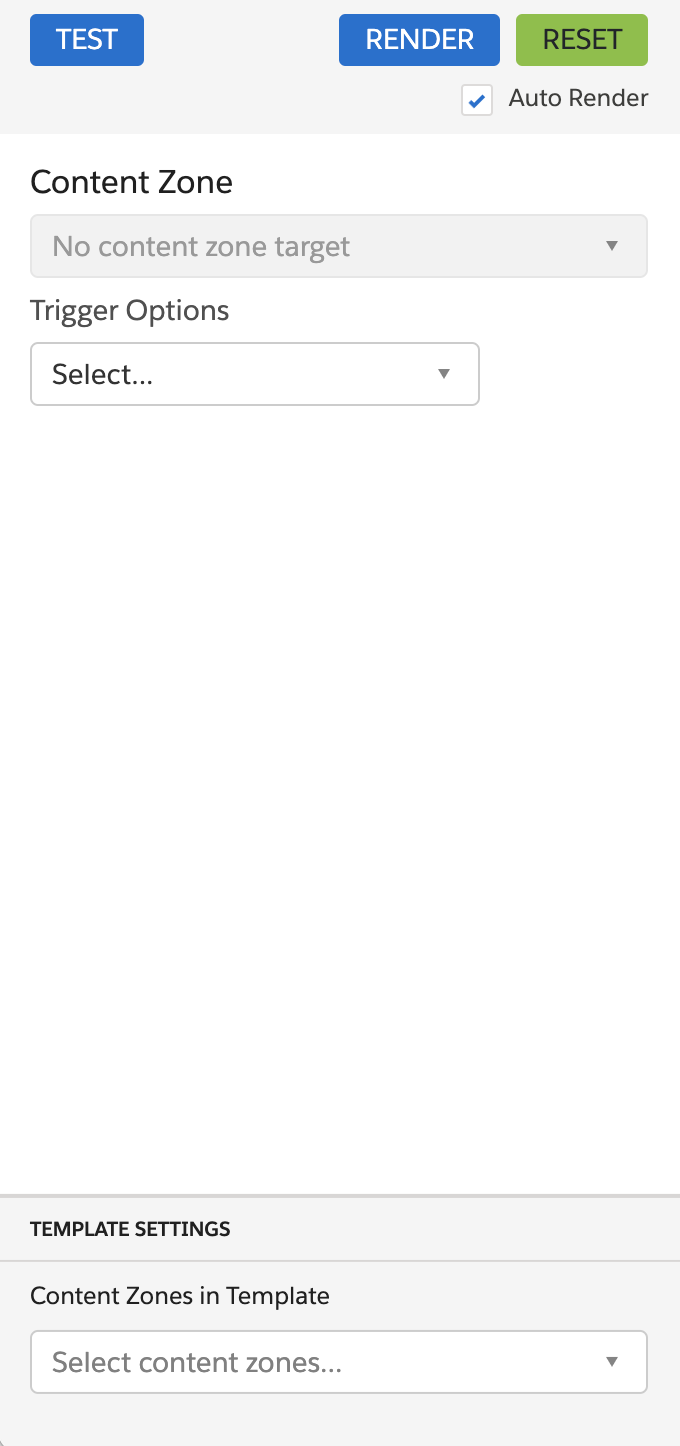 TEST RENDER RESET
Auto Render
Content Zone
No content zone target
Trigger Options
Select...
TEMPLATE SETTINGS
Content Zones in Template
Select content zones...